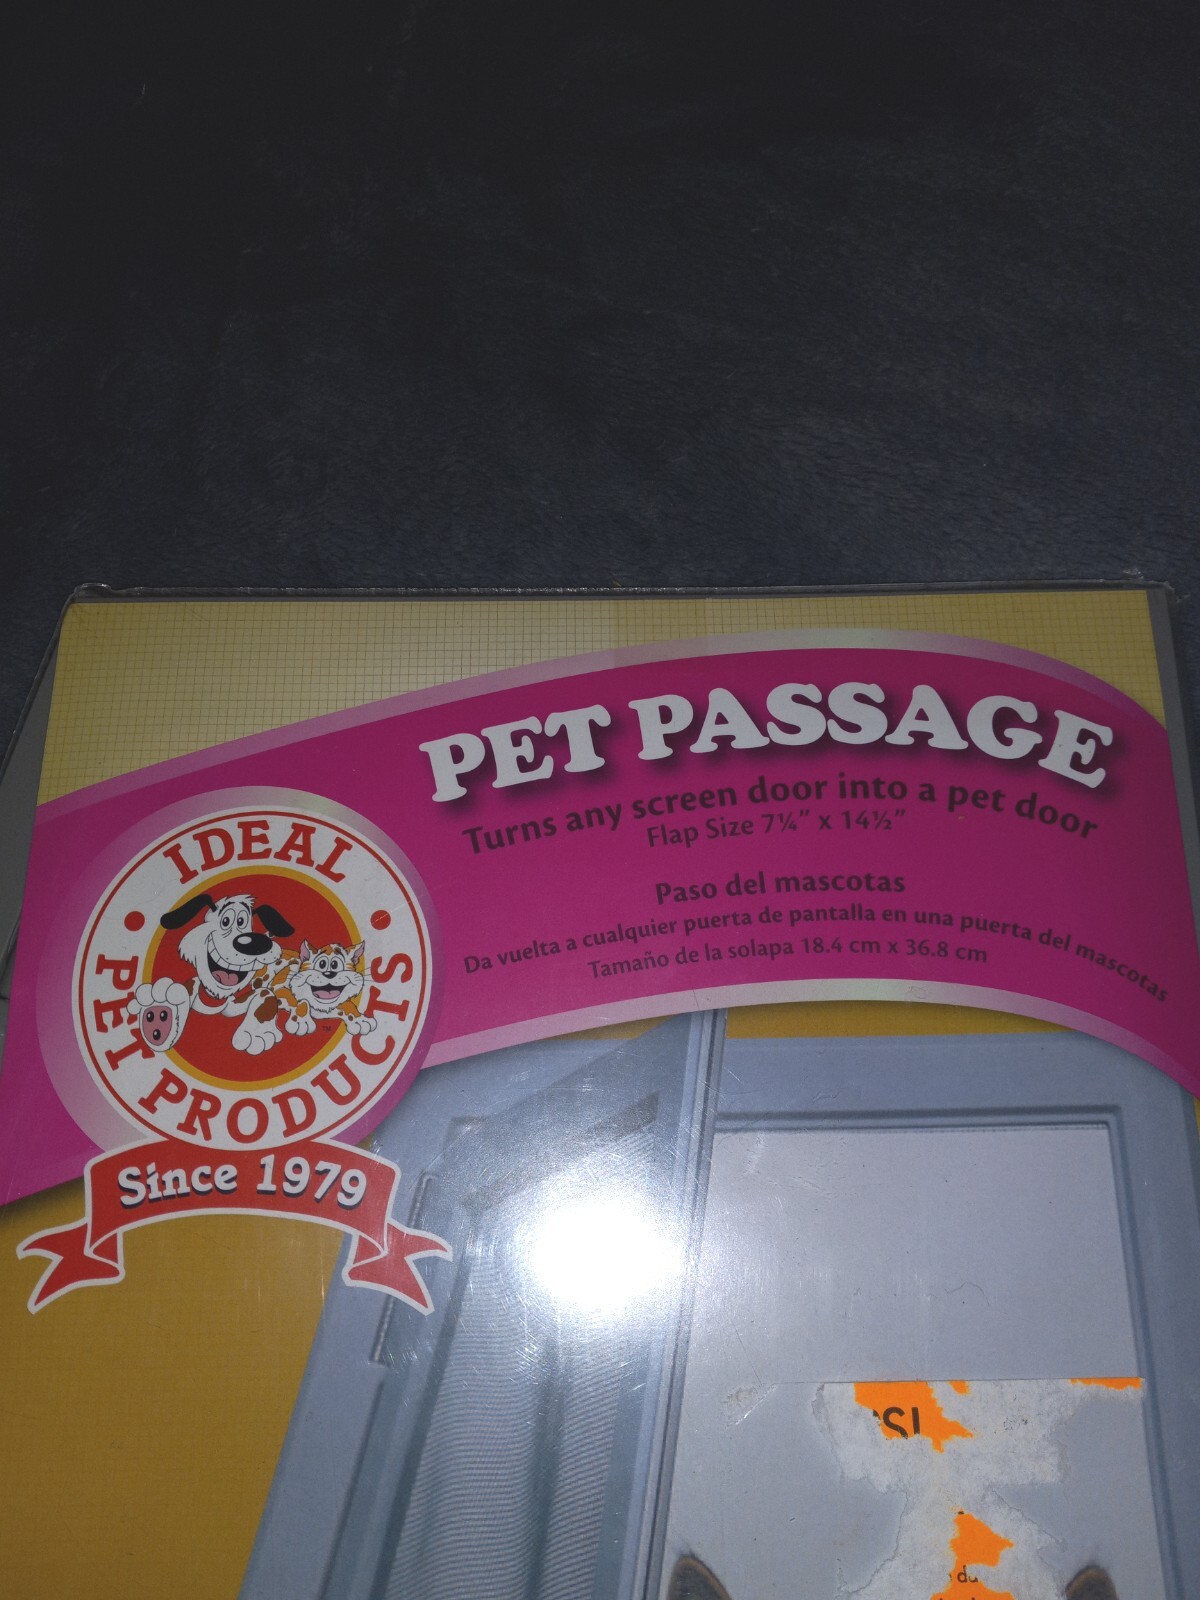 PET PASSAGE
Turns any screen door into a pet door
Flap Size 7¼" x 14½"
Paso del mascotas
Da vuelta a cualquier puerta de pantalla en una puerta del mascotas
Tamaño de la solapa 18.4 cm x 36.8 cm
IDEAL
PET PRODUCTS
TM
Since 1979
du